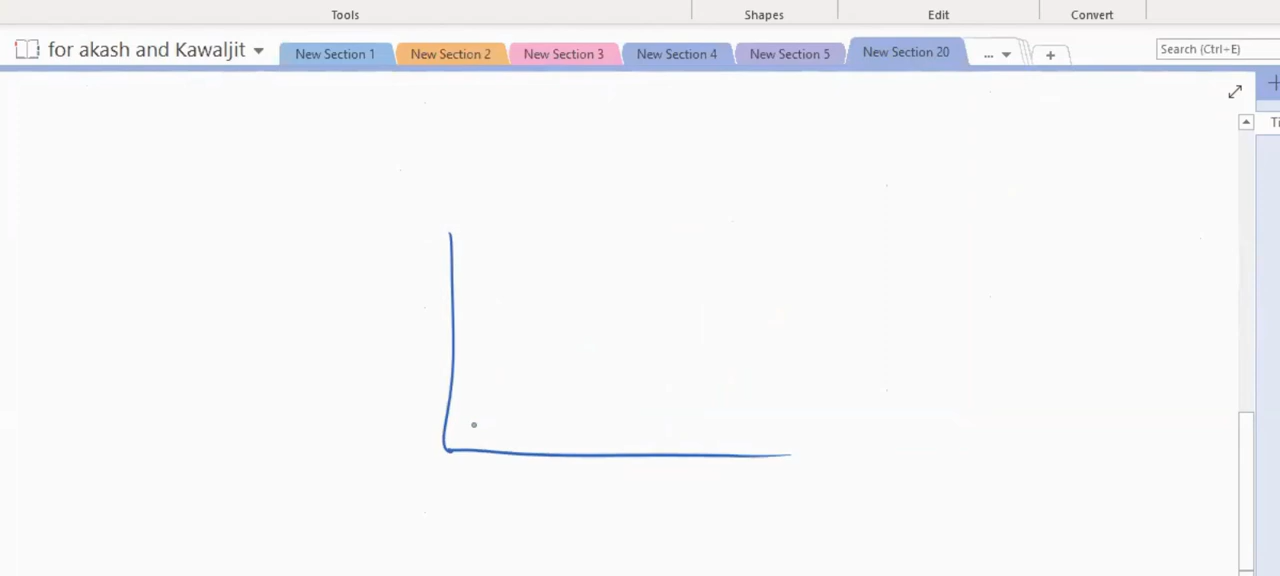 Tools Shapes Edit Convert
for akash and Kawaljit New Section 1 New Section 2 New Section 3 New Section 4 New Section 5 New Section 20 ... + Search (Ctrl+E)